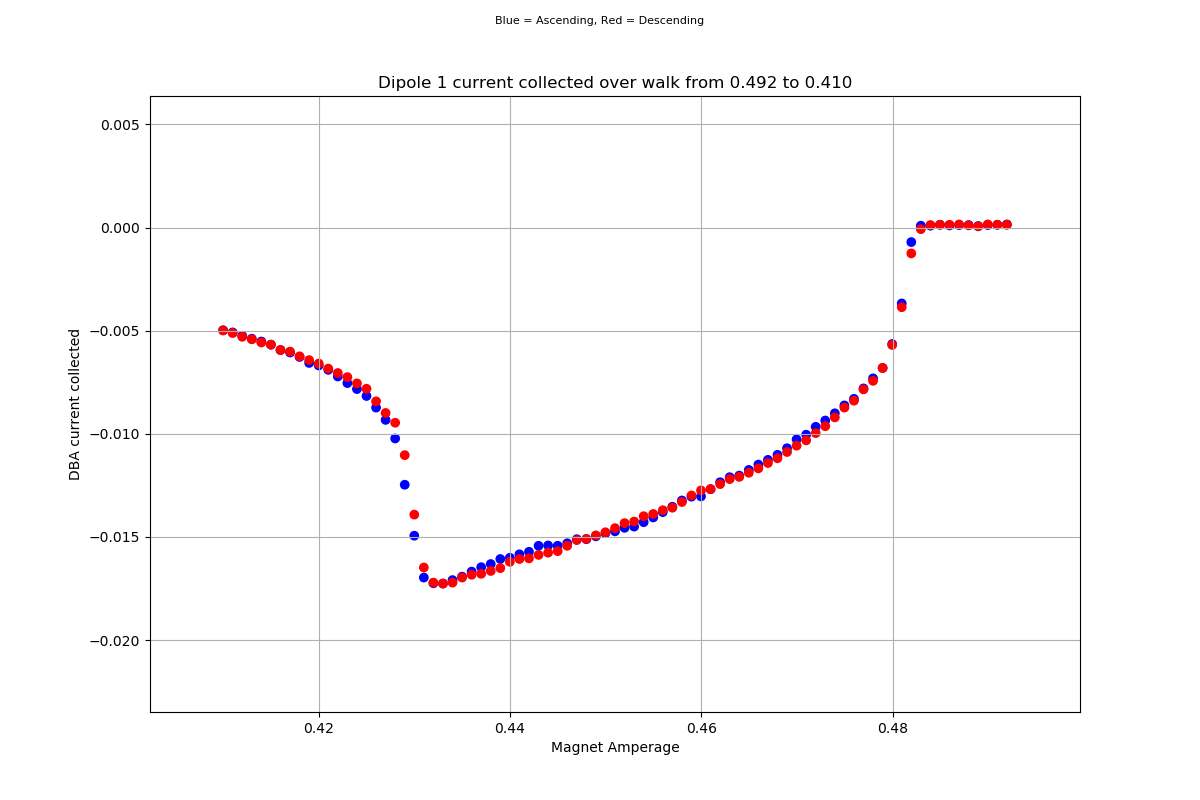 Blue = Ascending, Red = Descending
Dipole 1 current collected over walk from 0.492 to 0.410
0.005
0.000
−0.005
−0.010
−0.015
−0.020
DBA current collected
0.42
0.44
0.46
0.48
Magnet Amperage